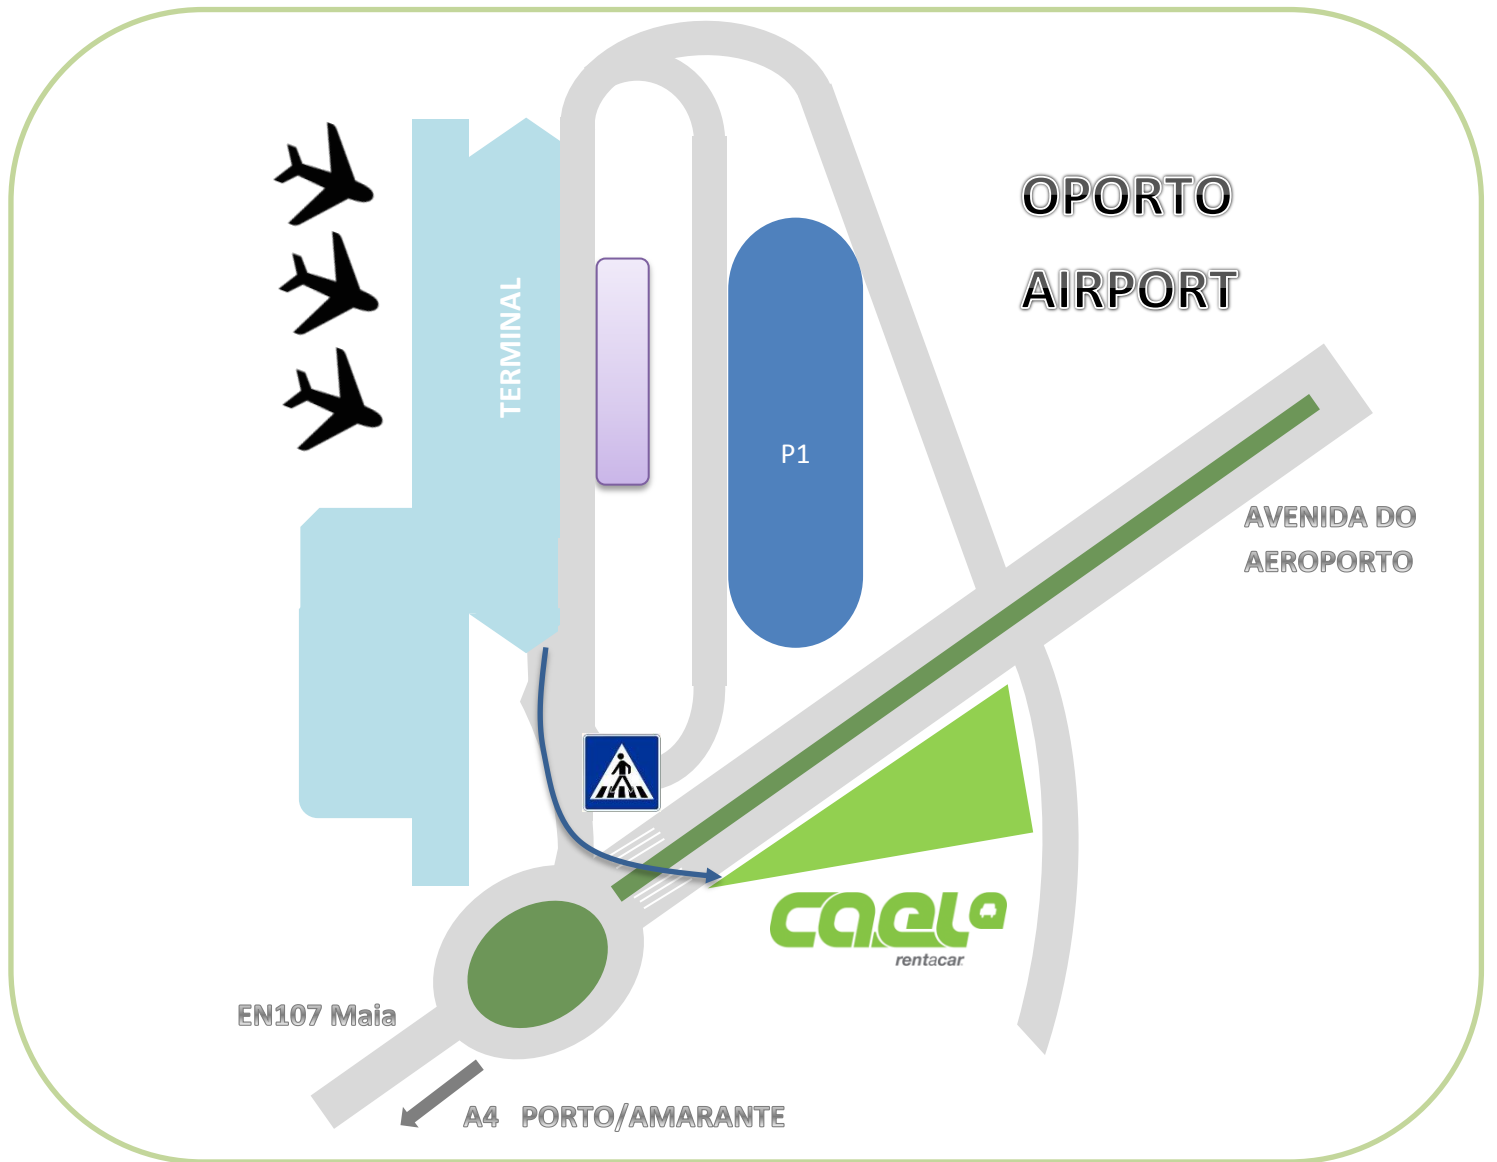 OPORTO
AIRPORT
TERMINAL
P1
AVENIDA DO
AEROPORTO
caela
rentacar
EN107 Maia
A4 PORTO/AMARANTE